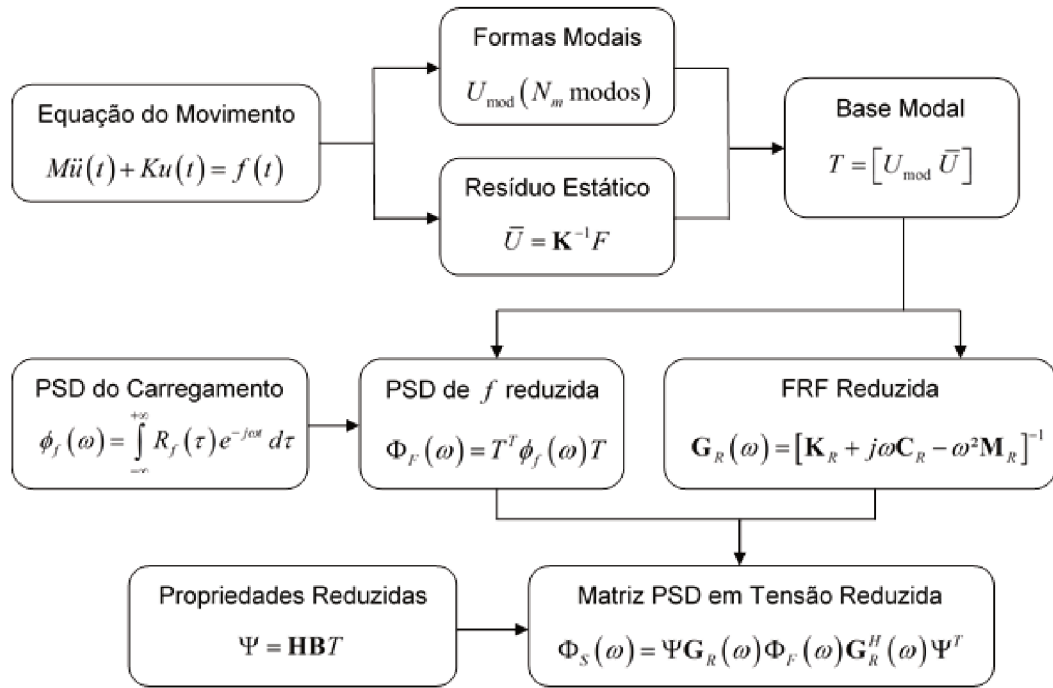 Formas Modais
U_mod (N_m modos)
Equação do Movimento
Mü(t) + Ku(t) = f(t)
Base Modal
T = [U_mod Ū]
Resíduo Estático
Ū = K⁻¹F
PSD do Carregamento
ϕ_f(ω) = ∫_{-∞}^{+∞} R_f(τ) e^{-jωt} dτ
PSD de f reduzida
Φ_F(ω) = T^T ϕ_f(ω) T
FRF Reduzida
G_R(ω) = [K_R + jωC_R − ω²M_R]⁻¹
Propriedades Reduzidas
Ψ = HBT
Matriz PSD em Tensão Reduzida
Φ_S(ω) = ΨG_R(ω)Φ_F(ω)G_R^H(ω)Ψ^T